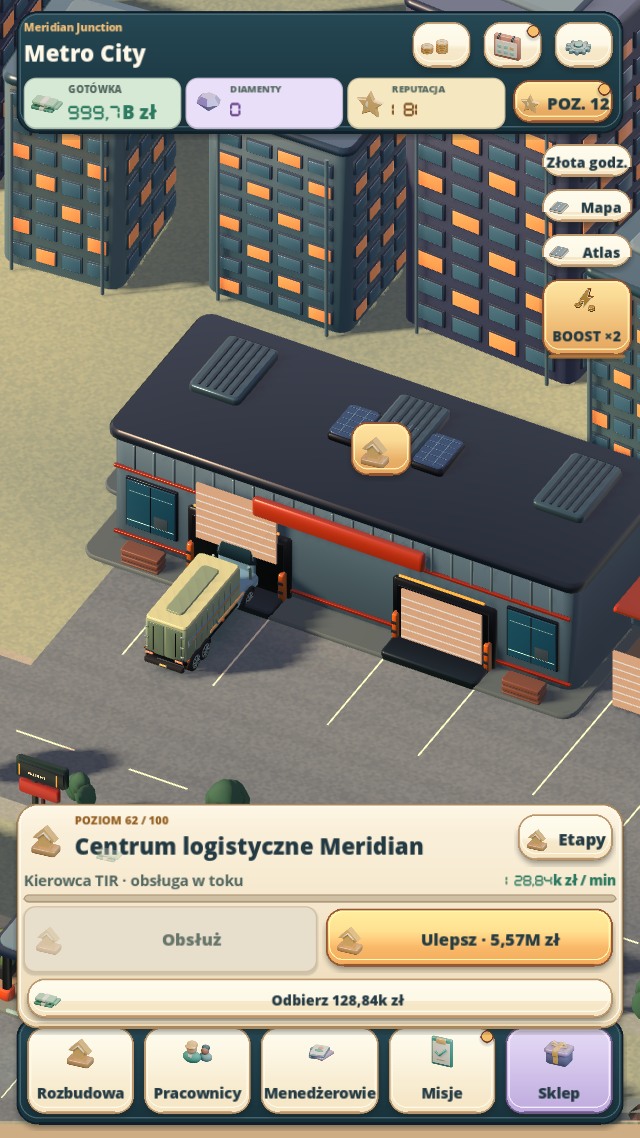 Meridian Junction
Metro City
GOTÓWKA
999,7B zł
DIAMENTY
0
REPUTACJA
181
POZ. 12
Złota godz.
Mapa
Atlas
BOOST ×2
POZIOM 62 / 100
Centrum logistyczne Meridian
Etapy
Kierowca TIR · obsługa w toku
128,84k zł / min
Obsłuż
Ulepsz · 5,57M zł
Odbierz 128,84k zł
Rozbudowa
Pracownicy
Menedżerowie
Misje
Sklep